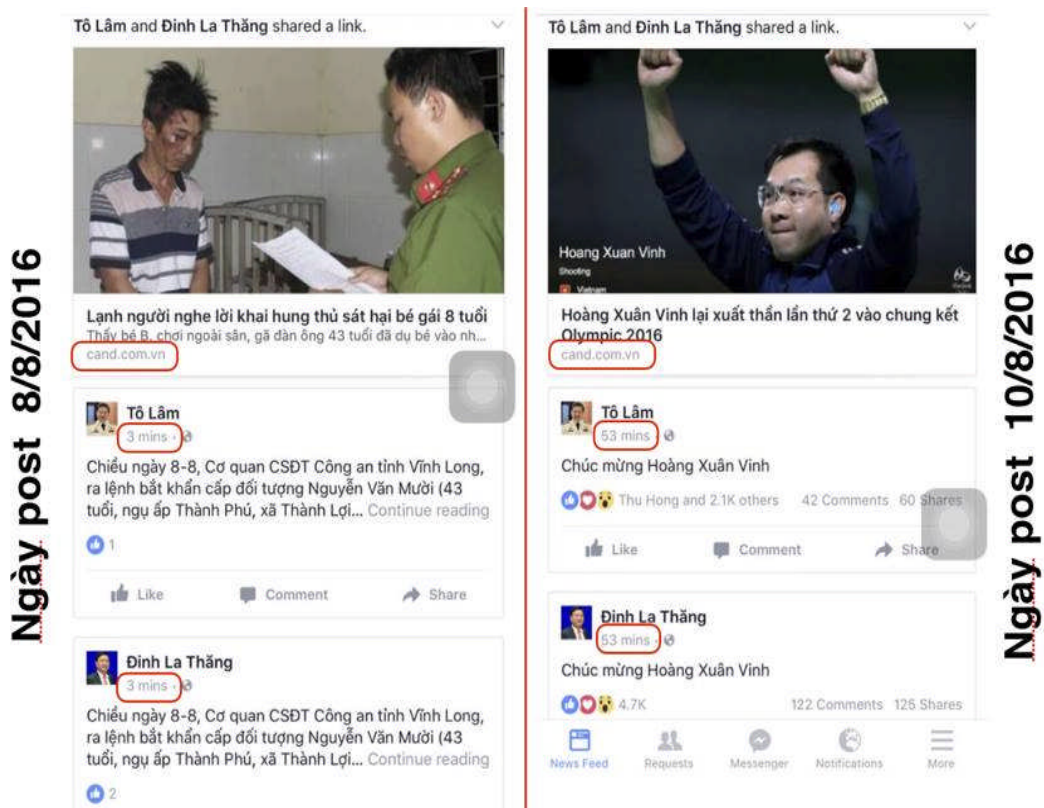 Ngày post 8/8/2016
Tô Lâm and Đinh La Thăng shared a link.
Lạnh người nghe lời khai hung thủ sát hại bé gái 8 tuổi
Thấy bé B. chơi ngoài sân, gã đàn ông 43 tuổi đã dụ bé vào nh...
cand.com.vn
Tô Lâm
3 mins ·
Chiều ngày 8-8, Cơ quan CSĐT Công an tỉnh Vĩnh Long,
ra lệnh bắt khẩn cấp đối tượng Nguyễn Văn Mười (43
tuổi, ngụ ấp Thành Phú, xã Thành Lợi... Continue reading
1
Like Comment Share
Đinh La Thăng
3 mins ·
Chiều ngày 8-8, Cơ quan CSĐT Công an tỉnh Vĩnh Long,
ra lệnh bắt khẩn cấp đối tượng Nguyễn Văn Mười (43
tuổi, ngụ ấp Thành Phú, xã Thành Lợi... Continue reading
2
Tô Lâm and Đinh La Thăng shared a link.
Hoang Xuan Vinh
Shooting
Vietnam
Hoàng Xuân Vinh lại xuất thần lần thứ 2 vào chung kết
Olympic 2016
cand.com.vn
Tô Lâm
53 mins ·
Chúc mừng Hoàng Xuân Vinh
Thu Hong and 2.1K others 42 Comments 60 Shares
Like Comment Share
Đinh La Thăng
53 mins ·
Chúc mừng Hoàng Xuân Vinh
4.7K 122 Comments 125 Shares
News Feed Requests Messenger Notifications More
Ngày post 10/8/2016